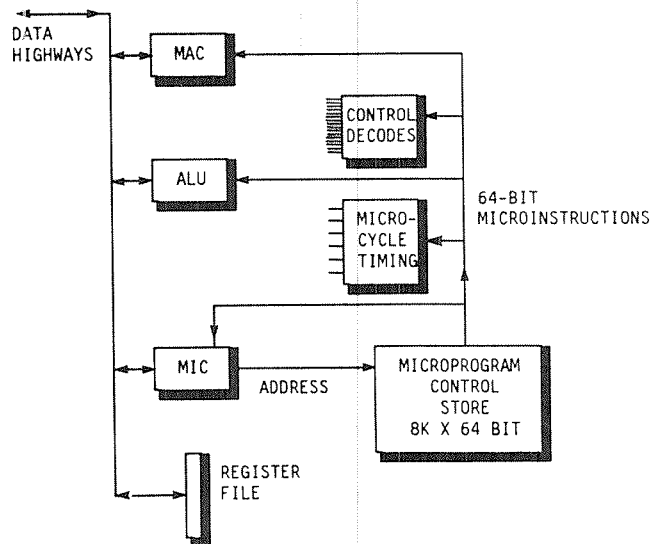 DATA
HIGHWAYS
MAC
CONTROL
DECODES
ALU
64-BIT
MICROINSTRUCTIONS
MICRO-
CYCLE
TIMING
MIC
ADDRESS
MICROPROGRAM
CONTROL
STORE
8K X 64 BIT
REGISTER
FILE